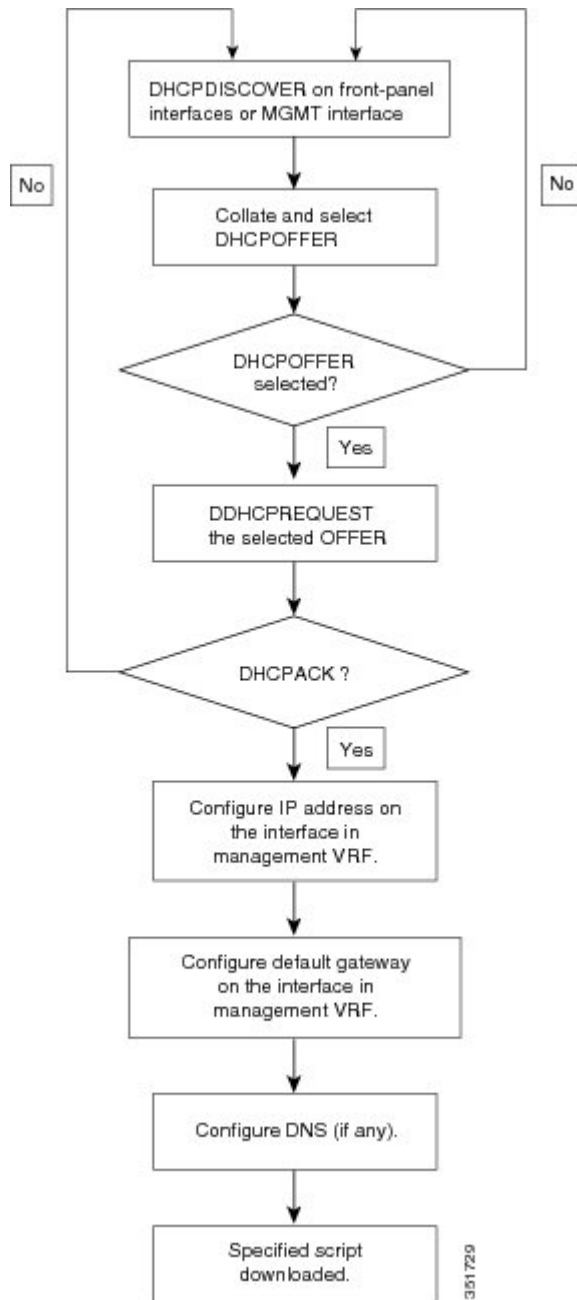 DHCPDISCOVER on front-panel
interfaces or MGMT interface
No
No
Collate and select
DHCPOFFER
DHCPOFFER
selected?
Yes
DDHCPREQUEST
the selected OFFER
DHCPACK ?
Yes
Configure IP address on
the interface in
management VRF.
Configure default gateway
on the interface in
management VRF.
Configure DNS (if any).
Specified script
downloaded.
351729